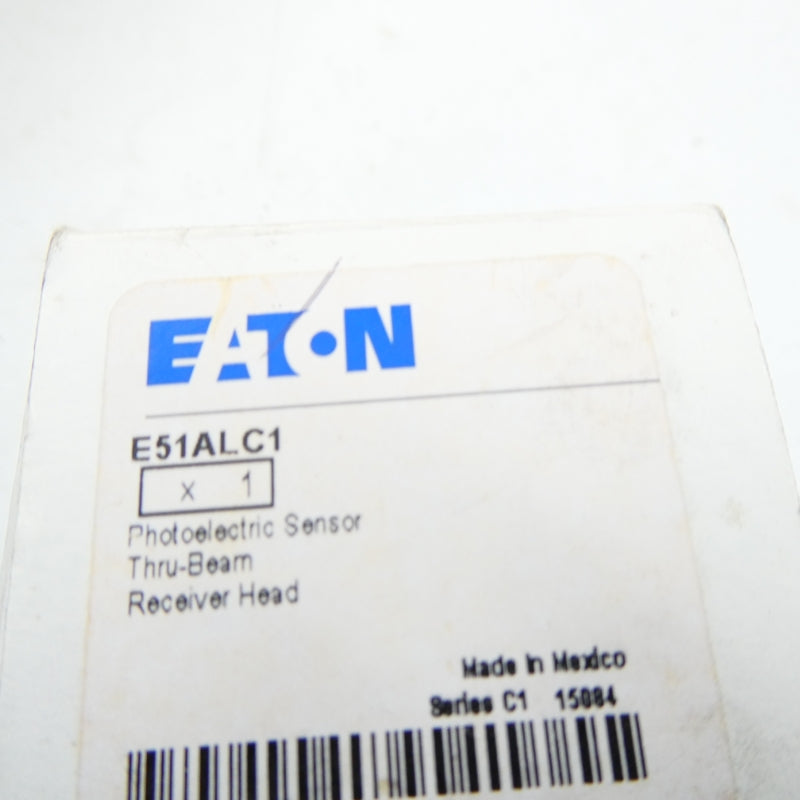 EATON
E51ALC1
x 1
Photoelectric Sensor
Thru-Beam
Receiver Head
Made in Mexico
Series C1 15084